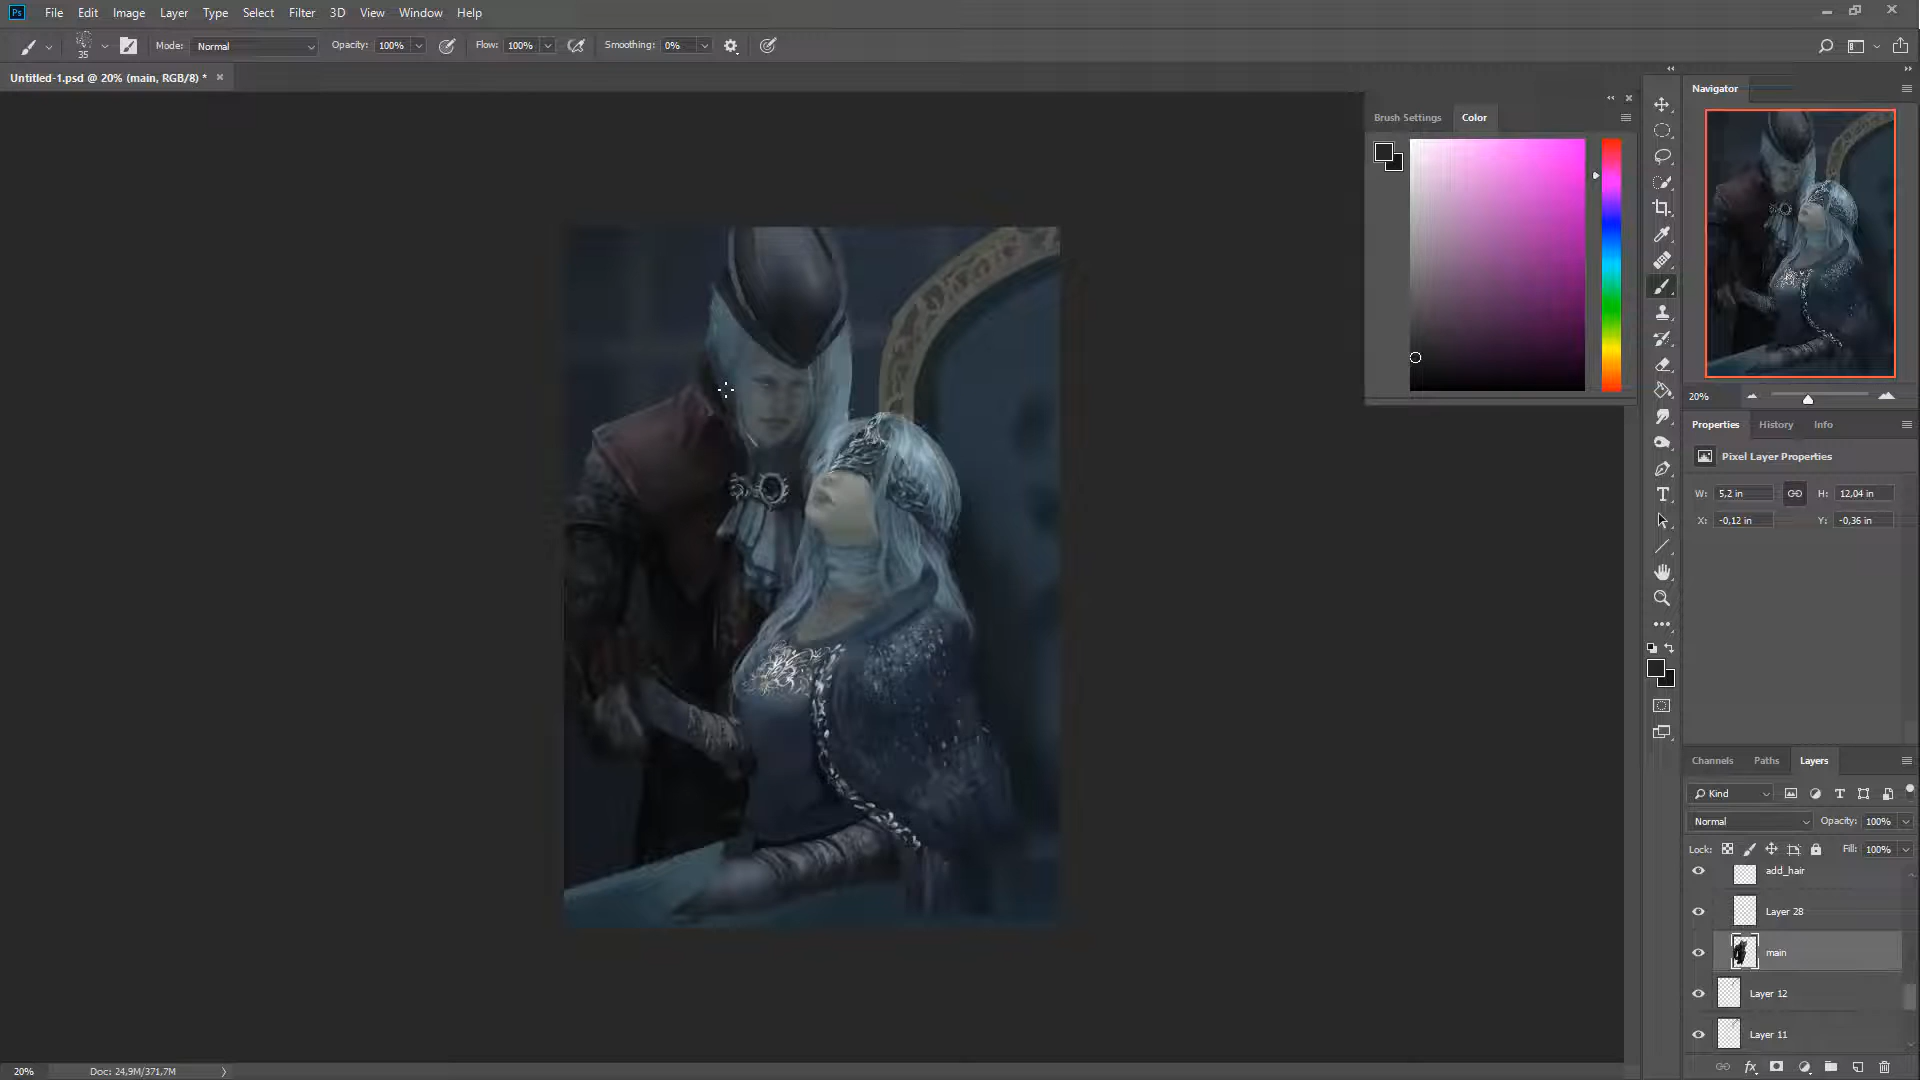 Ps File Edit Image Layer Type Select Filter 3D View Window Help
35 Mode: Normal Opacity: 100% Flow: 100% Smoothing: 0%
Untitled-1.psd @ 20% (main, RGB/8) * ×
Navigator
Brush Settings Color
20%
Properties History Info
Pixel Layer Properties
W: 5,2 in H: 12,04 in
X: -0,12 in Y: -0,36 in
Channels Paths Layers
Kind
Normal Opacity: 100%
Lock: Fill: 100%
add_hair
Layer 28
main
Layer 12
Layer 11
20% Doc: 24,9M/371,7M